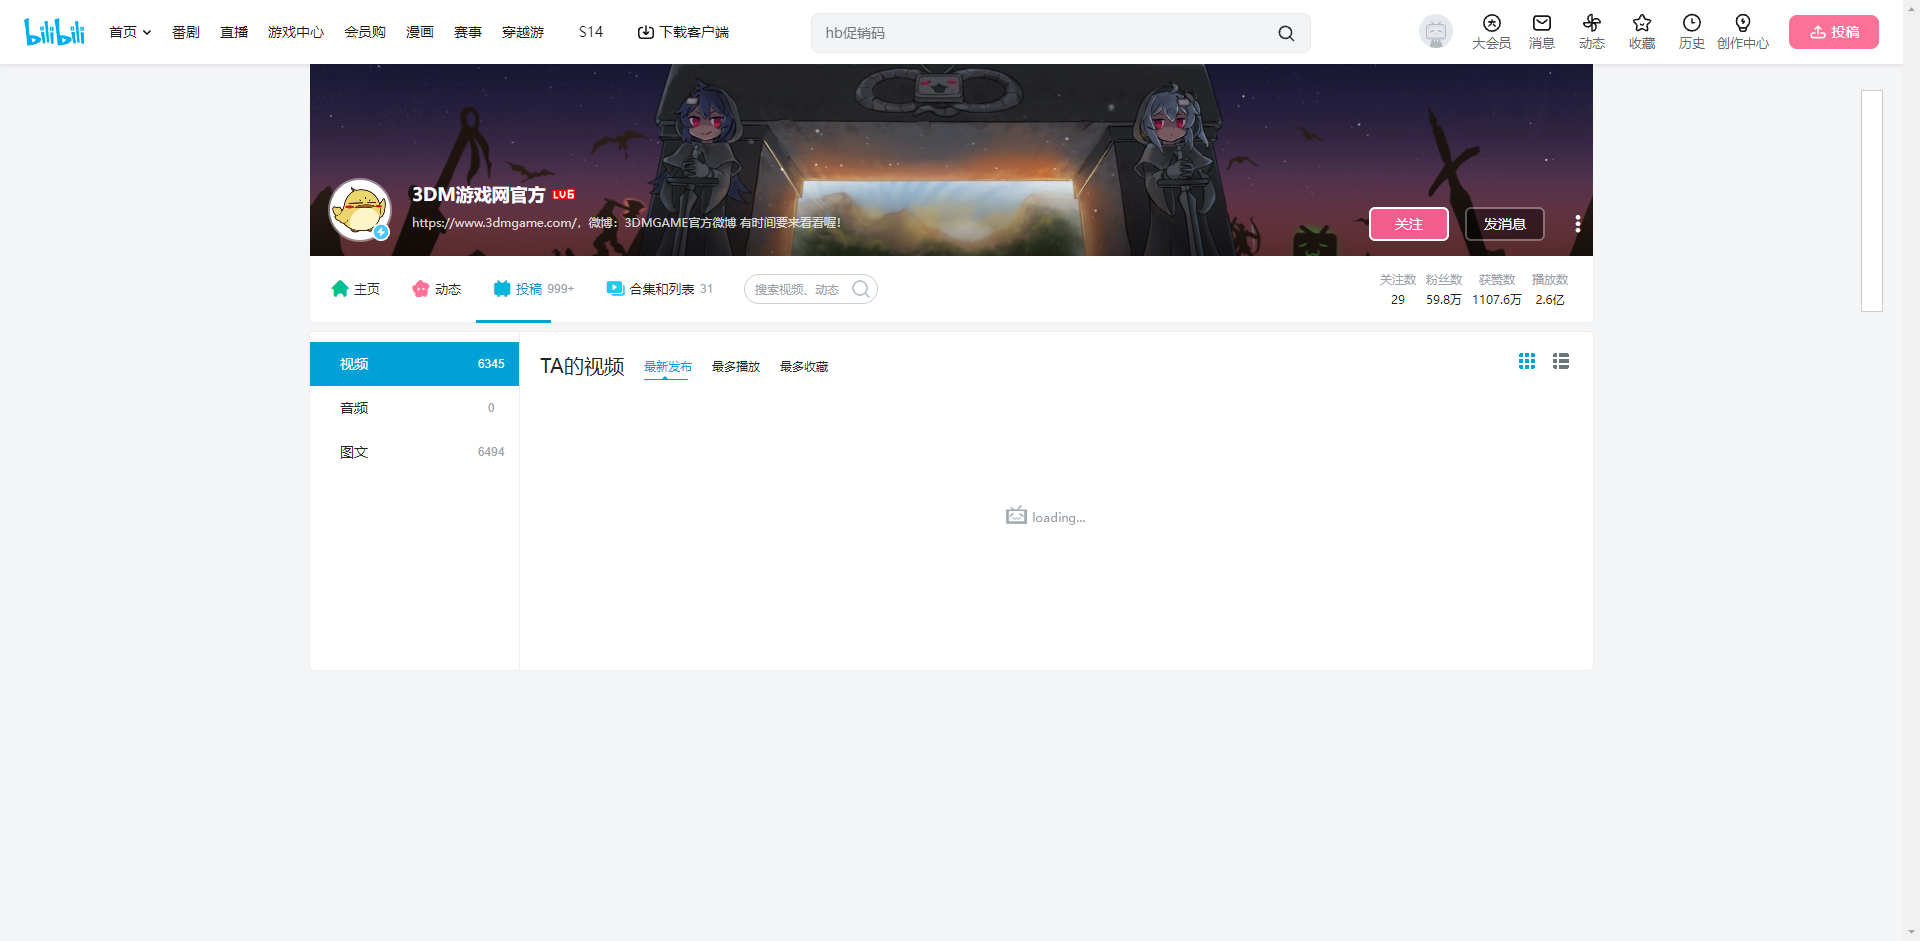 bilibili 首页 番剧 直播 游戏中心 会员购 漫画 赛事 穿越游 S14 下载客户端 hb促销码 大会员 消息 动态 收藏 历史 创作中心 投稿
3DM游戏网官方 LV6
https://www.3dmgame.com/，微博：3DMGAME官方微博 有时间要来看看喔！
关注 发消息
主页 动态 投稿 999+ 合集和列表 31 搜索视频、动态
关注数 粉丝数 获赞数 播放数
29 59.8万 1107.6万 2.6亿
视频 6345
音频 0
图文 6494
TA的视频 最新发布 最多播放 最多收藏
loading...